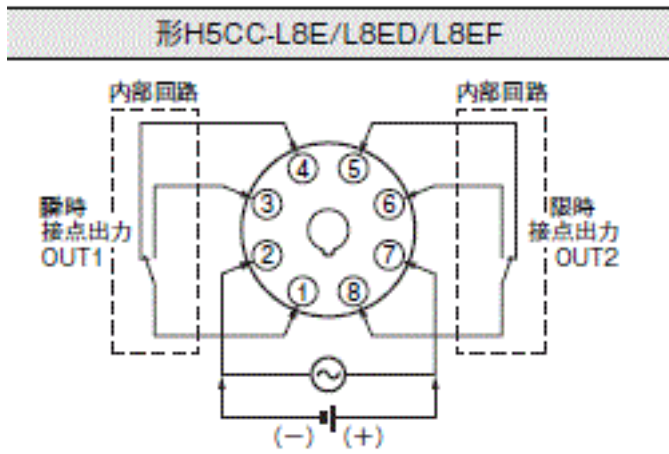 形H5CC-L8E/L8ED/L8EF
内部回路
内部回路
4
5
3
6
瞬時
接点出力
OUT1
限時
接点出力
OUT2
2
7
1
8
(−) (+)